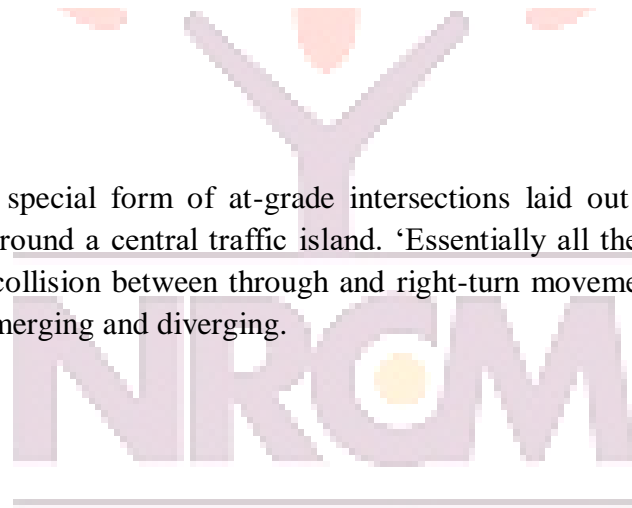 special form of at-grade intersections laid out
round a central traffic island. ‘Essentially all the
collision between through and right-turn moveme
merging and diverging.
NRCM